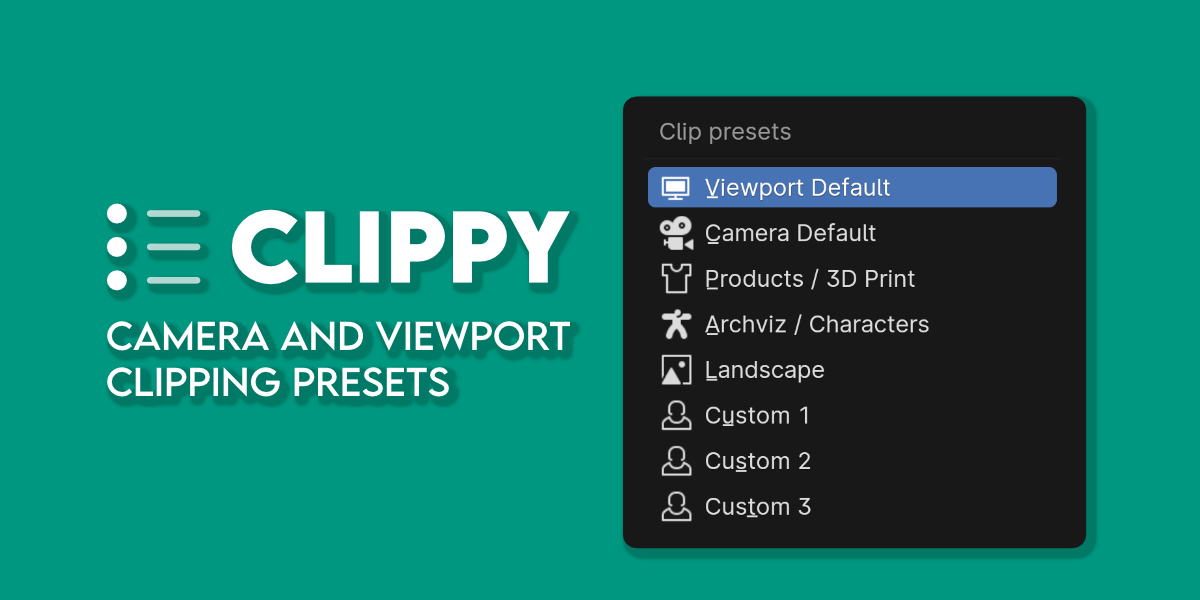 CLIPPY
CAMERA AND VIEWPORT
CLIPPING PRESETS
Clip presets
Viewport Default
Camera Default
Products / 3D Print
Archviz / Characters
Landscape
Custom 1
Custom 2
Custom 3